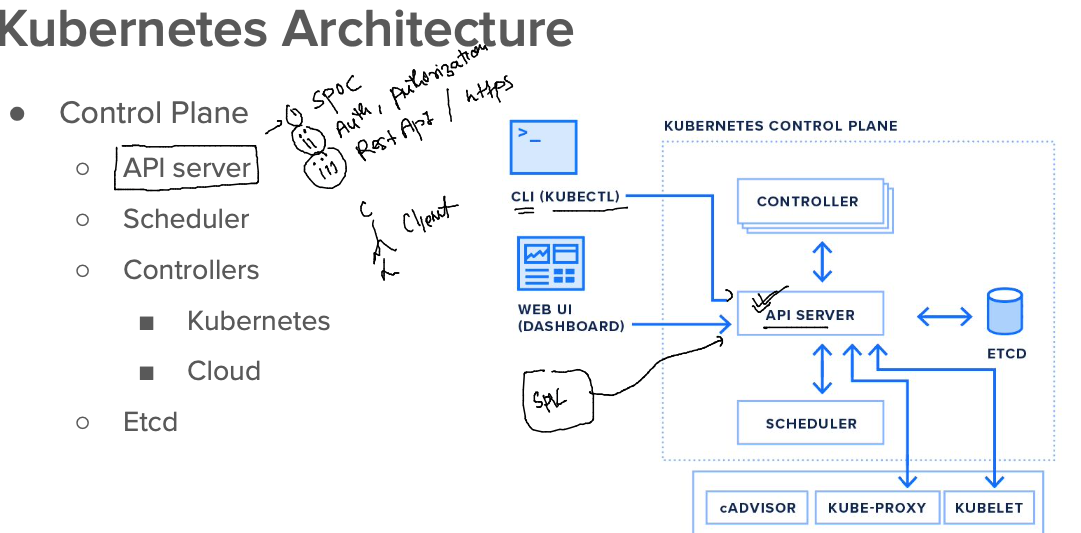 Kubernetes Architecture
● Control Plane
○ API server
○ Scheduler
○ Controllers
■ Kubernetes
■ Cloud
○ Etcd
i) SPOC
ii) Auth, Authorization
iii) Rest Api / https
Client
>_
CLI (KUBECTL)
WEB UI
(DASHBOARD)
KUBERNETES CONTROL PLANE
CONTROLLER
API SERVER
ETCD
SCHEDULER
cADVISOR
KUBE-PROXY
KUBELET